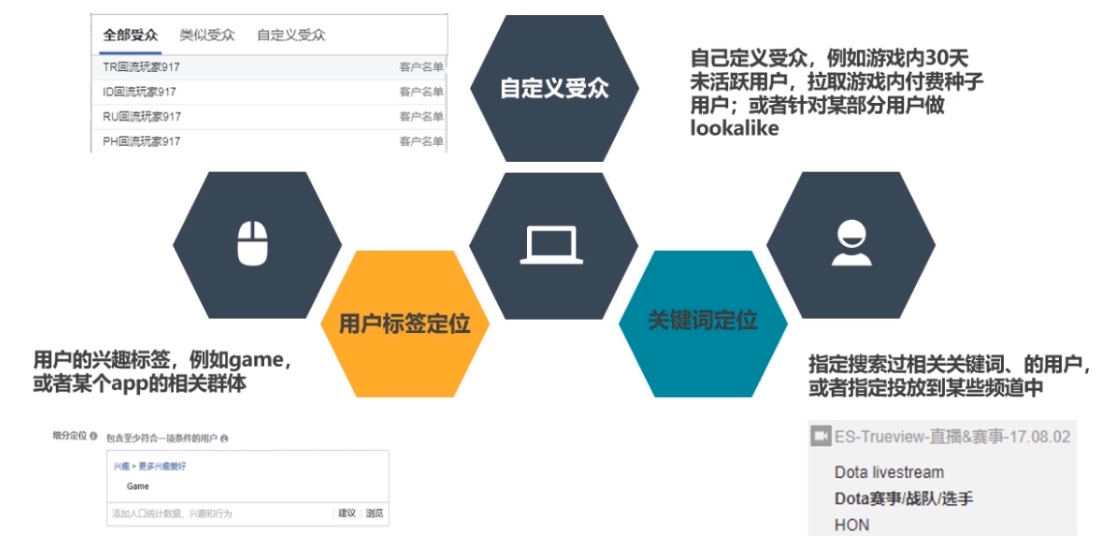 全部受众 类似受众 自定义受众
TR回流玩家917 客户名单
ID回流玩家917 客户名单
RU回流玩家917 客户名单
PH回流玩家917 客户名单
自定义受众
自己定义受众，例如游戏内30天
未活跃用户，拉取游戏内付费种子
用户；或者针对某部分用户做
lookalike
用户标签定位
关键词定位
用户的兴趣标签，例如game，
或者某个app的相关群体
指定搜索过相关关键词、的用户，
或者指定投放到某些频道中
细分定位 包含至少符合一项条件的用户
兴趣 > 更多兴趣爱好
Game
添加人口统计数据、兴趣和行为 建议 浏览
ES-Trueview-直播&赛事-17.08.02
Dota livestream
Dota赛事/战队/选手
HON